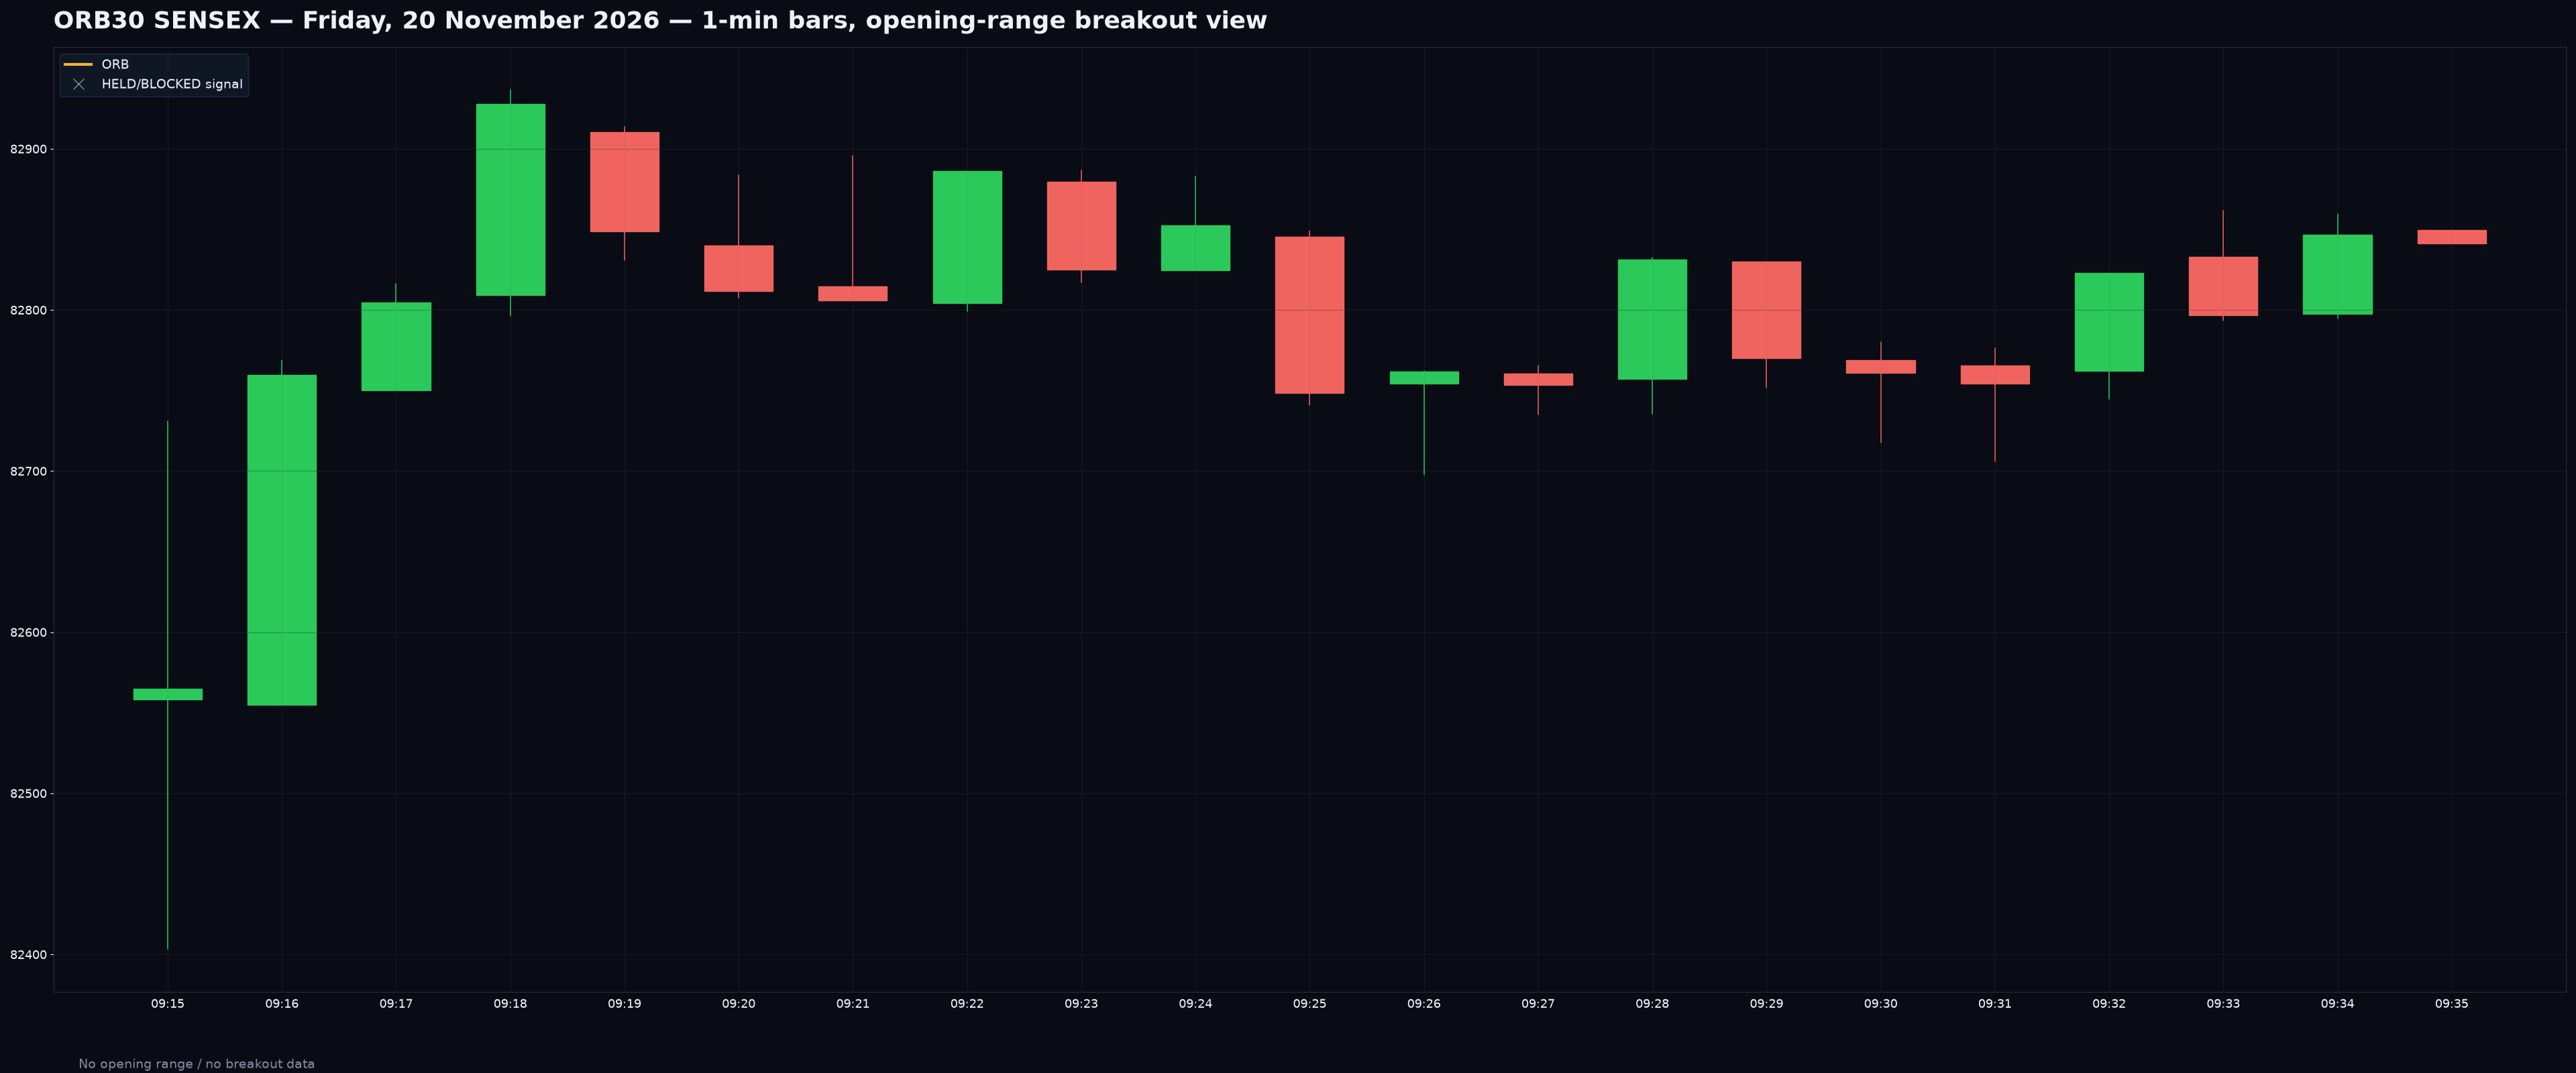 ORB30 SENSEX — Friday, 20 November 2026 — 1-min bars, opening-range breakout view
ORB
HELD/BLOCKED signal
82900
82800
82700
82600
82500
82400
09:15 09:16 09:17 09:18 09:19 09:20 09:21 09:22 09:23 09:24 09:25 09:26 09:27 09:28 09:29 09:30 09:31 09:32 09:33 09:34 09:35
No opening range / no breakout data